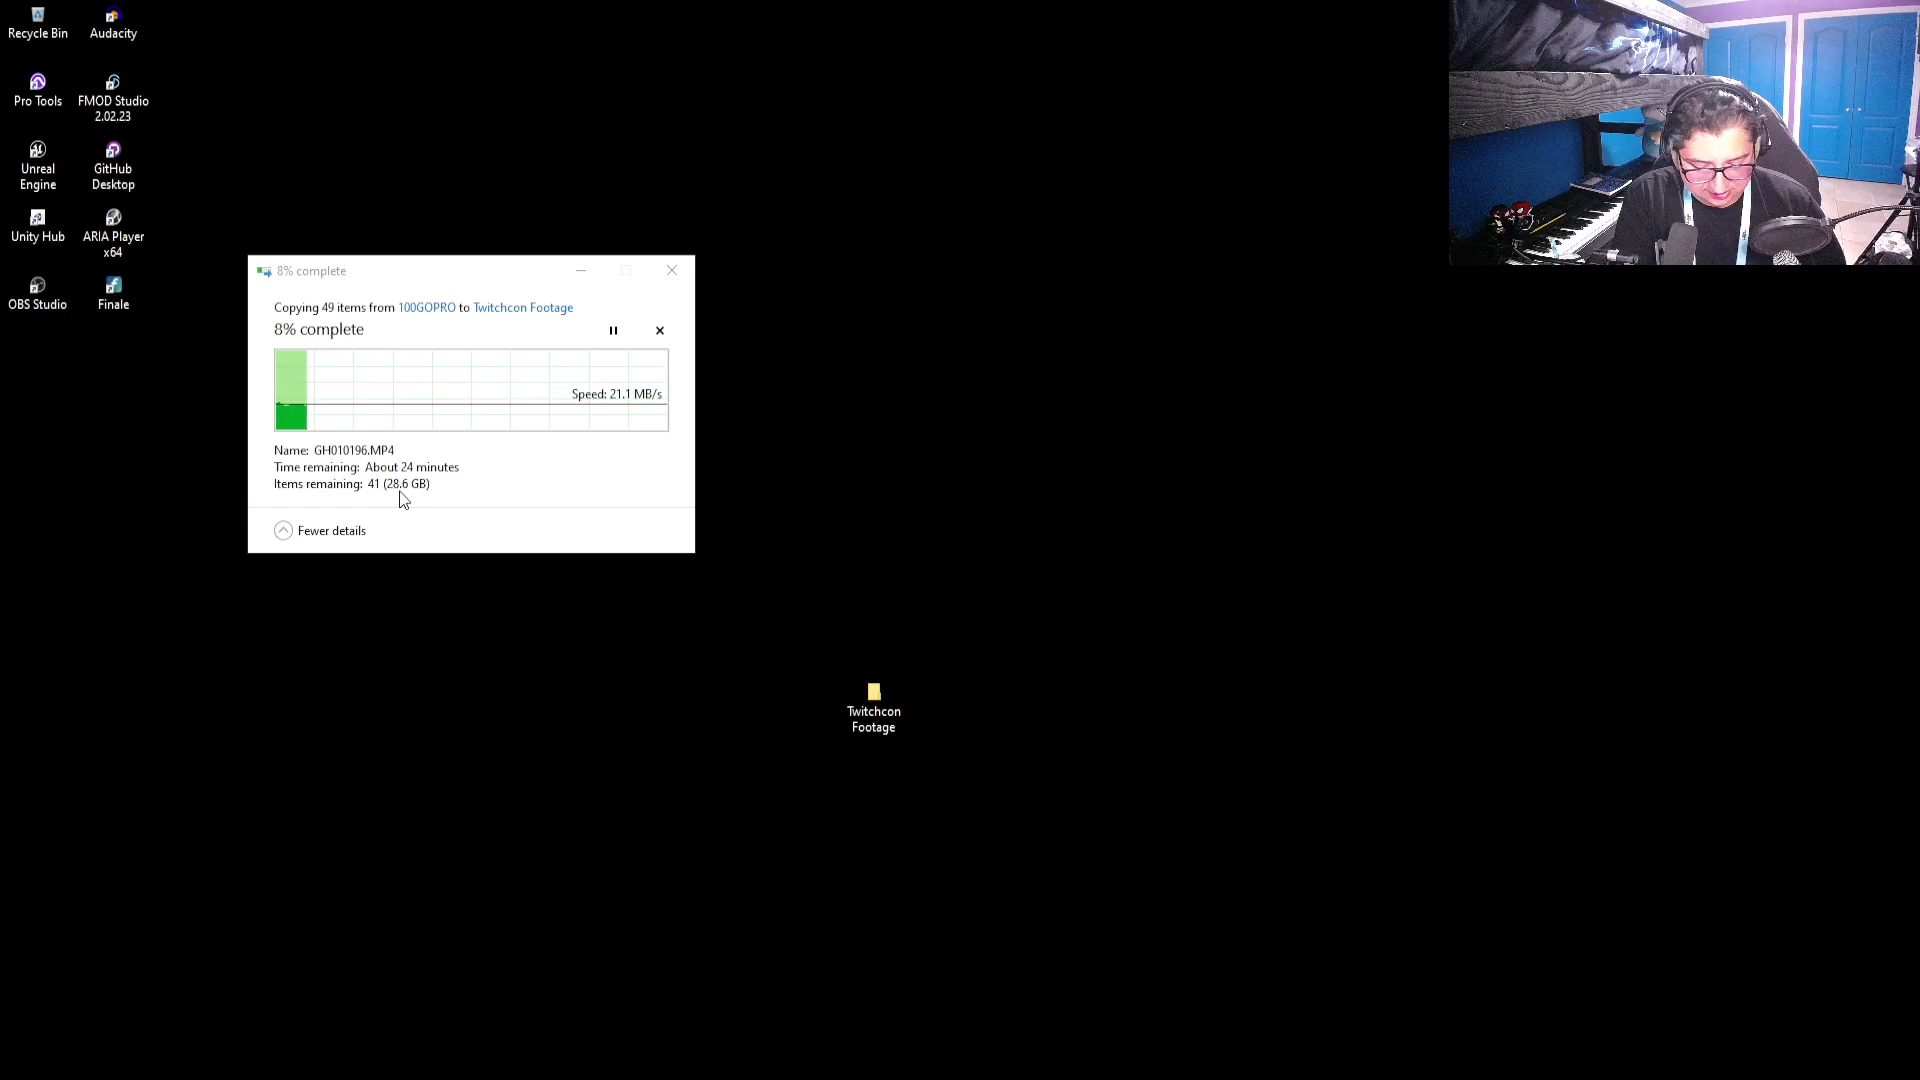 Recycle Bin
Audacity
Pro Tools
FMOD Studio
2.02.23
Unreal
Engine
GitHub
Desktop
Unity Hub
ARIA Player
x64
OBS Studio
Finale
8% complete
Copying 49 items from 100GOPRO to Twitchcon Footage
8% complete
Speed: 21.1 MB/s
Name: GH010196.MP4
Time remaining: About 24 minutes
Items remaining: 41 (28.6 GB)
Fewer details
Twitchcon
Footage